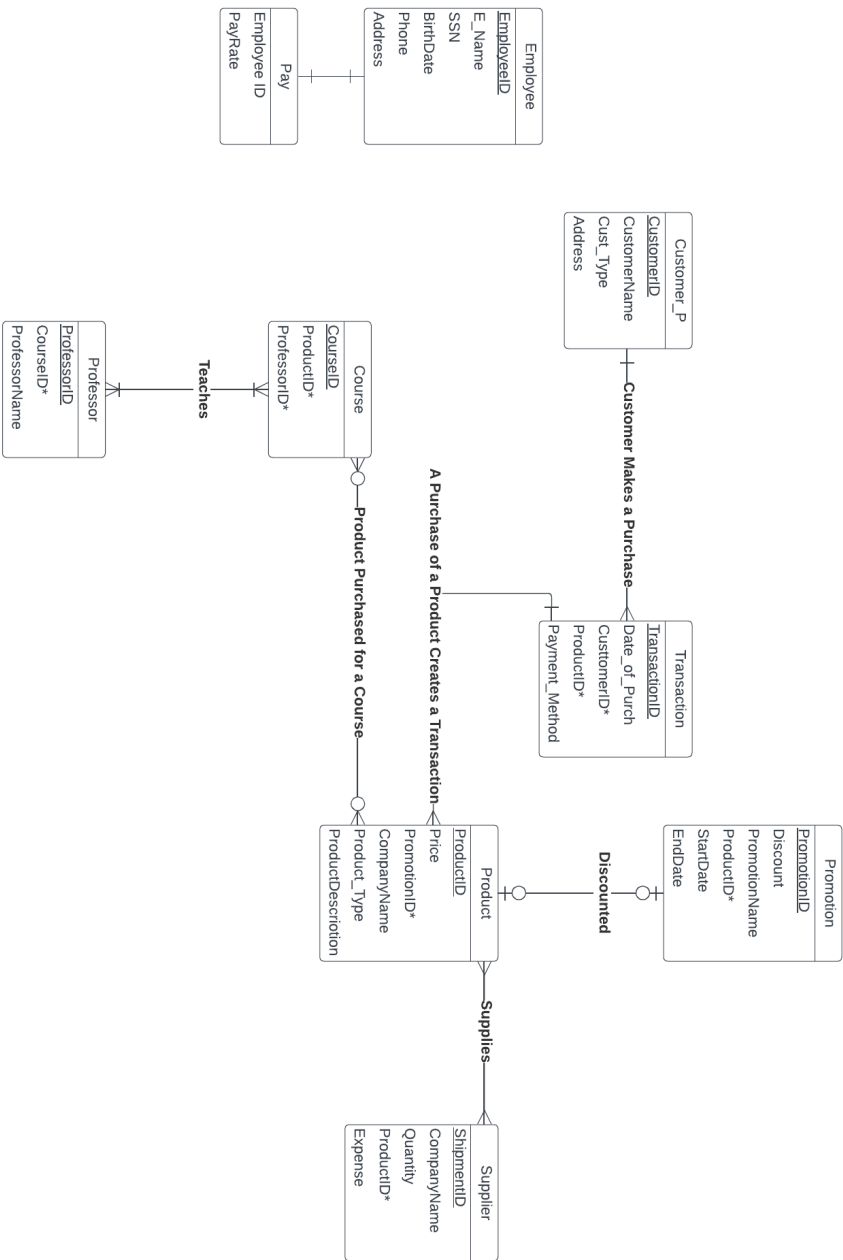 Employee
EmployeeID
E_Name
SSN
BirthDate
Phone
Address
Pay
Employee ID
PayRate
Customer_P
CustomerID
CustomerName
Cust_Type
Address
Customer Makes a Purchase
Transaction
TransactionID
Date_of_Purch
CusttomerID*
ProductID*
Payment_Method
A Purchase of a Product Creates a Transaction
Course
CourseID
ProductID*
ProfessorID*
Teaches
Professor
ProfessorID
CourseID*
ProfessorName
Product Purchased for a Course
Promotion
PromotionID
Discount
PromotionName
ProductID*
StartDate
EndDate
Discounted
Product
ProductID
Price
PromotionID*
CompanyName
Product_Type
ProductDescriotion
Supplies
Supplier
ShipmentID
CompanyName
Quantity
ProductID*
Expense